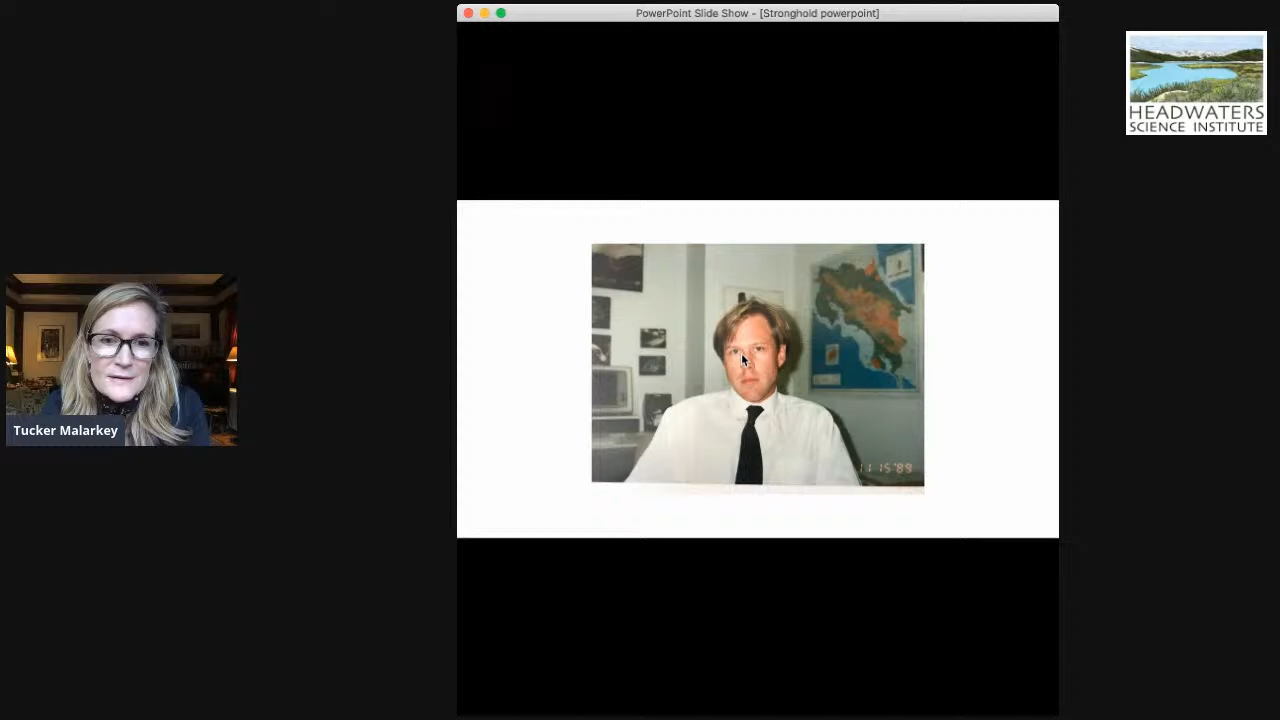 PowerPoint Slide Show - [Stronghold powerpoint]
HEADWATERS
SCIENCE INSTITUTE
11 15 '89
Tucker Malarkey